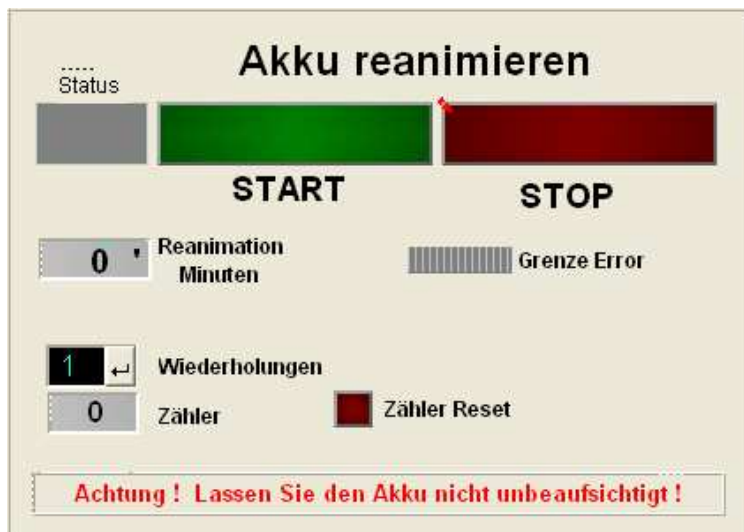 Akku reanimieren
Status
START
STOP
0 ' Reanimation
Minuten
Grenze Error
1 Wiederholungen
0 Zähler
Zähler Reset
Achtung ! Lassen Sie den Akku nicht unbeaufsichtigt !